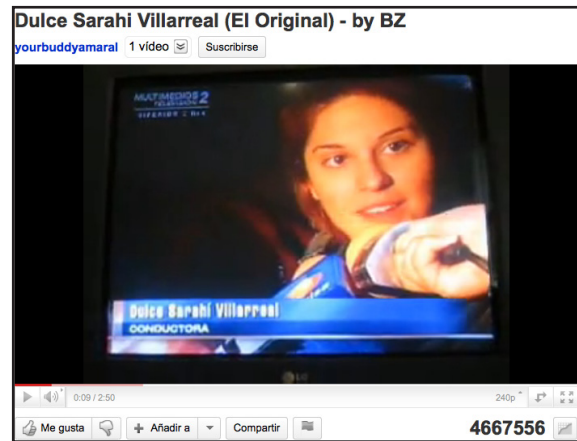 Dulce Sarahi Villarreal (El Original) - by BZ
yourbuddyamaral 1 vídeo Suscribirse
MULTIMEDIOS 2
TELEVISION
Dulce Sarahí Villarreal
CONDUCTORA
LG
0:09 / 2:50 240p
Me gusta Añadir a Compartir 4667556